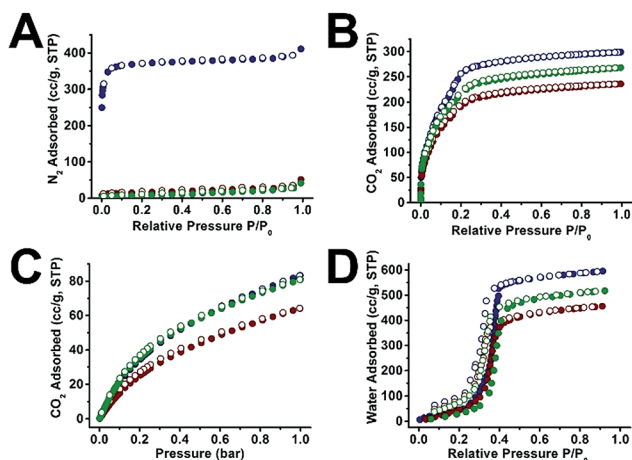 A
N₂ Adsorbed (cc/g, STP)
400
300
200
100
0
0.0 0.2 0.4 0.6 0.8 1.0
Relative Pressure P/P₀
B
CO₂ Adsorbed (cc/g, STP)
300
250
200
150
100
50
0
0.0 0.2 0.4 0.6 0.8 1.0
Relative Pressure P/P₀
C
CO₂ Adsorbed (cc/g, STP)
80
60
40
20
0
0.0 0.2 0.4 0.6 0.8 1.0
Pressure (bar)
D
Water Adsorbed (cc/g, STP)
600
500
400
300
200
100
0
0.0 0.2 0.4 0.6 0.8 1.0
Relative Pressure P/P₀